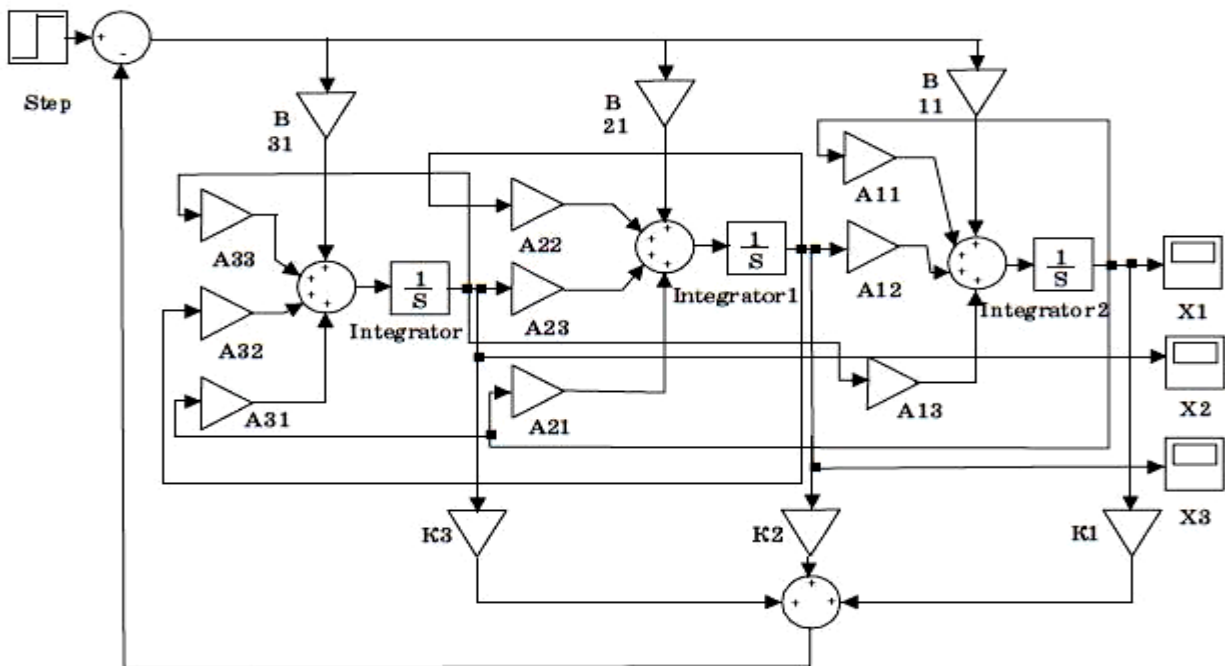 +
-
Step
B
31
B
21
B
11
A11
A33
A22
A12
+
+
+
+
1
S
Integrator
+
+
+
+
1
S
Integrator1
+
+
+
+
1
S
Integrator2
X1
A32
A23
A13
X2
A31
A21
X3
K3
K2
K1
+
+
+